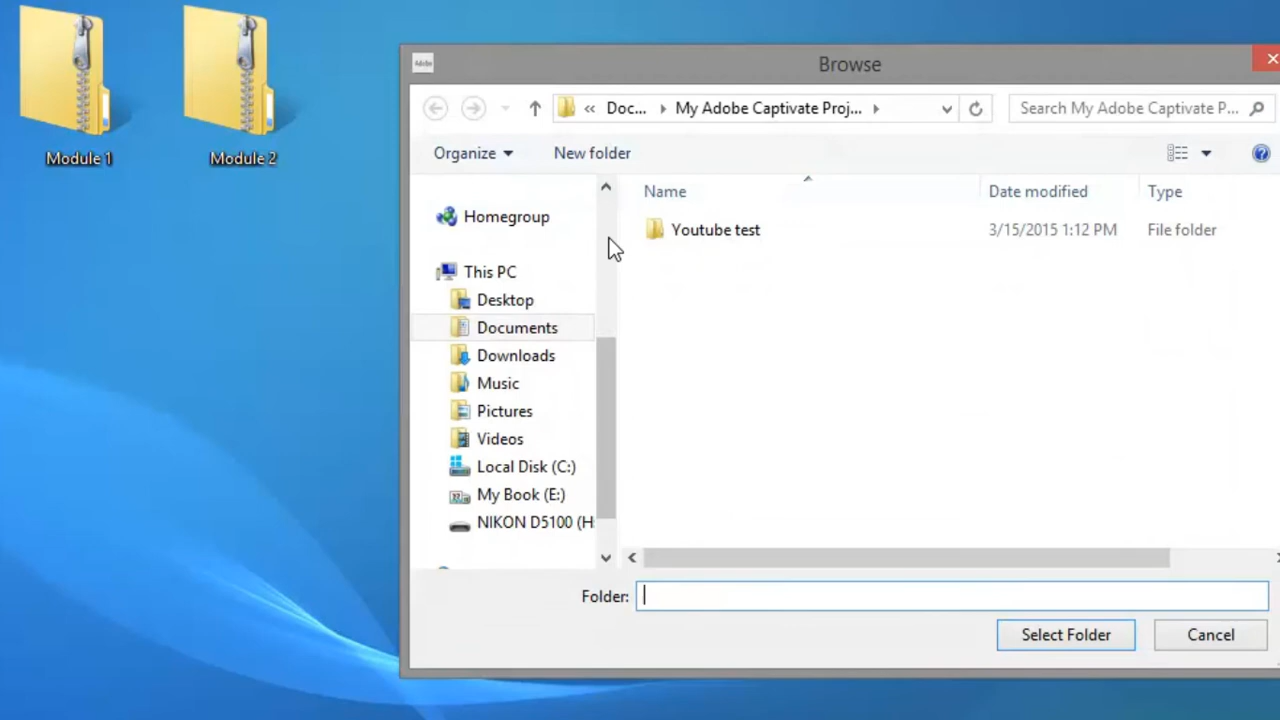 Module 1
Module 2
Adobe
Browse
« Doc... My Adobe Captivate Proj...
Search My Adobe Captivate P...
Organize
New folder
Name
Date modified
Type
Youtube test
3/15/2015 1:12 PM
File folder
Homegroup
This PC
Desktop
Documents
Downloads
Music
Pictures
Videos
Local Disk (C:)
My Book (E:)
NIKON D5100 (H:
Folder:
Select Folder
Cancel